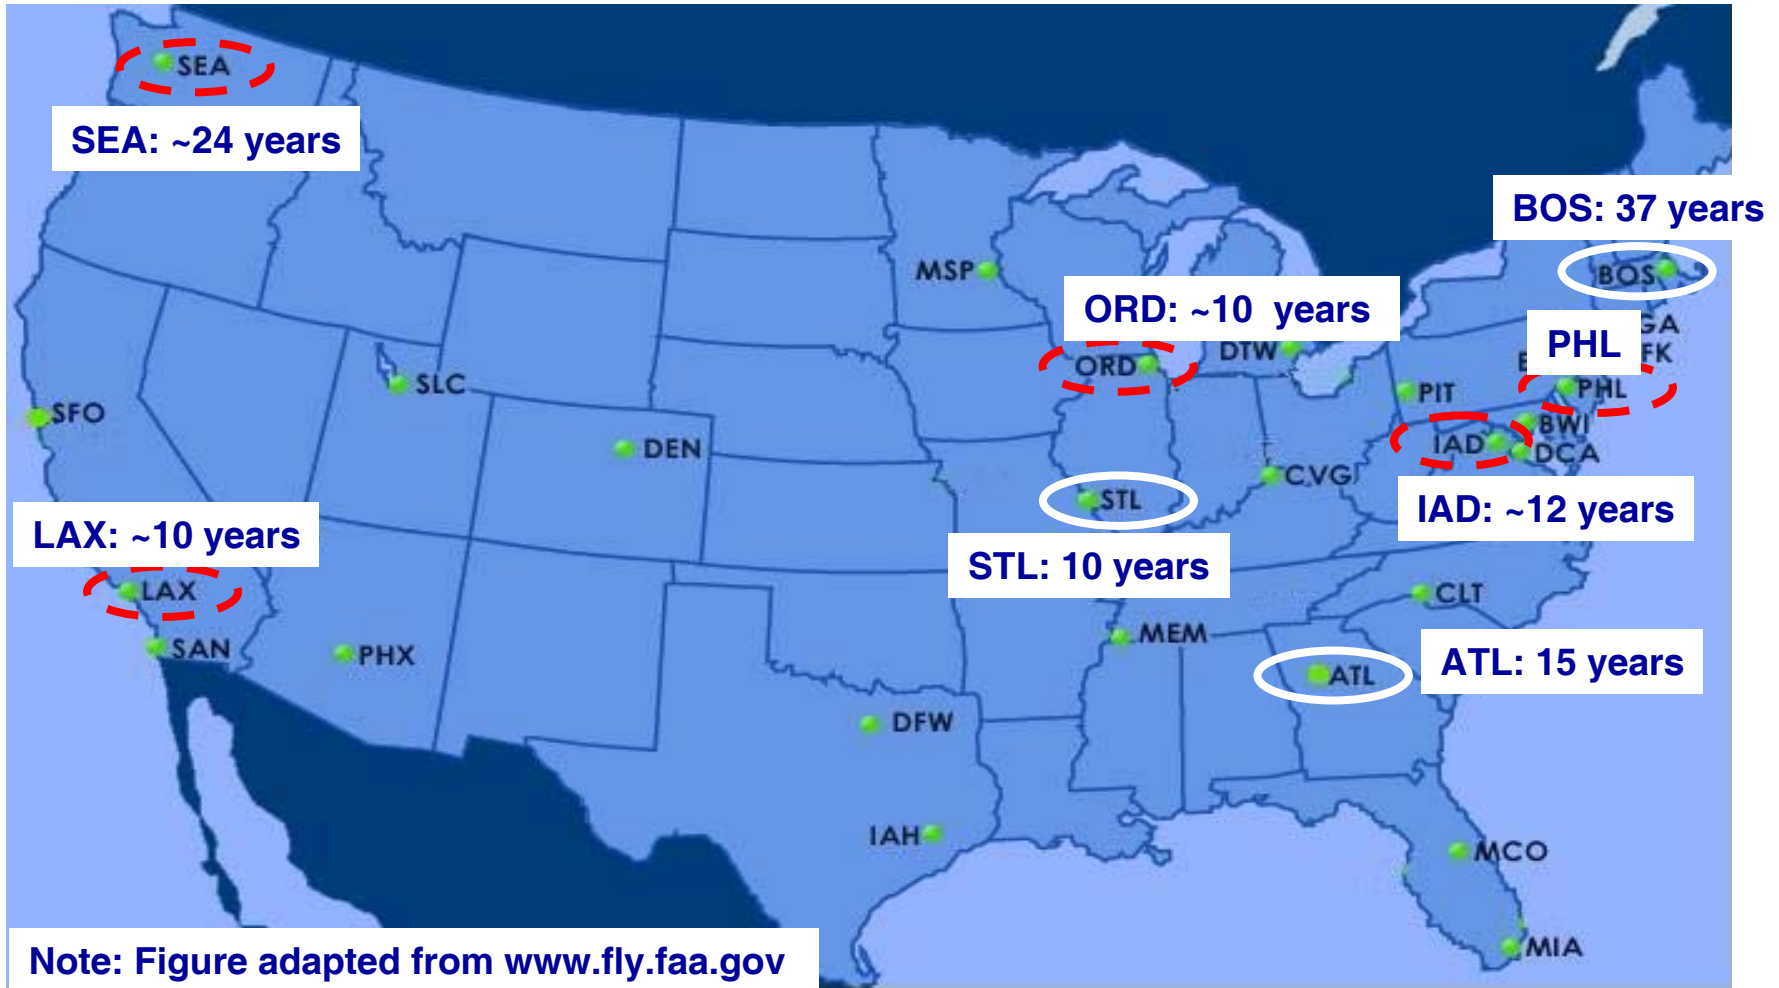 SEA
SEA: ~24 years
BOS: 37 years
MSP
BOS
ORD: ~10 years
GA
PHL
FK
DTW
ORD
SLC
PIT
PHL
SFO
BWI
DEN
IAD
DCA
CVG
STL
IAD: ~12 years
LAX: ~10 years
STL: 10 years
LAX
CLT
MEM
SAN
PHX
ATL: 15 years
ATL
DFW
IAH
MCO
MIA
Note: Figure adapted from www.fly.faa.gov